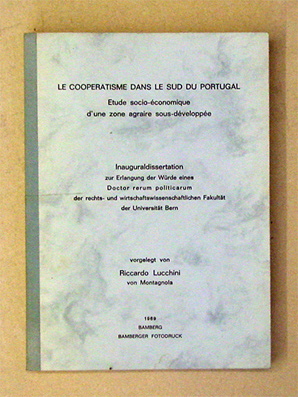 LE COOPERATISME DANS LE SUD DU PORTUGAL
Etude socio-économique
d'une zone agraire sous-développée
Inauguraldissertation
zur Erlangung der Würde eines
Doctor rerum politicarum
der rechts- und wirtschaftswissenschaftlichen Fakultät
der Universität Bern
vorgelegt von
Riccardo Lucchini
von Montagnola
1969
BAMBERG
BAMBERGER FOTODRUCK